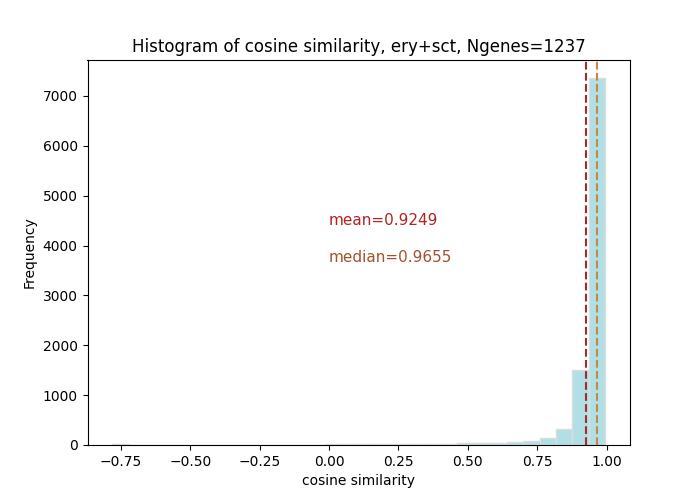 Histogram of cosine similarity, ery+sct, Ngenes=1237
Frequency
7000
6000
5000
4000
3000
2000
1000
0
mean=0.9249
median=0.9655
−0.75 −0.50 −0.25 0.00 0.25 0.50 0.75 1.00
cosine similarity